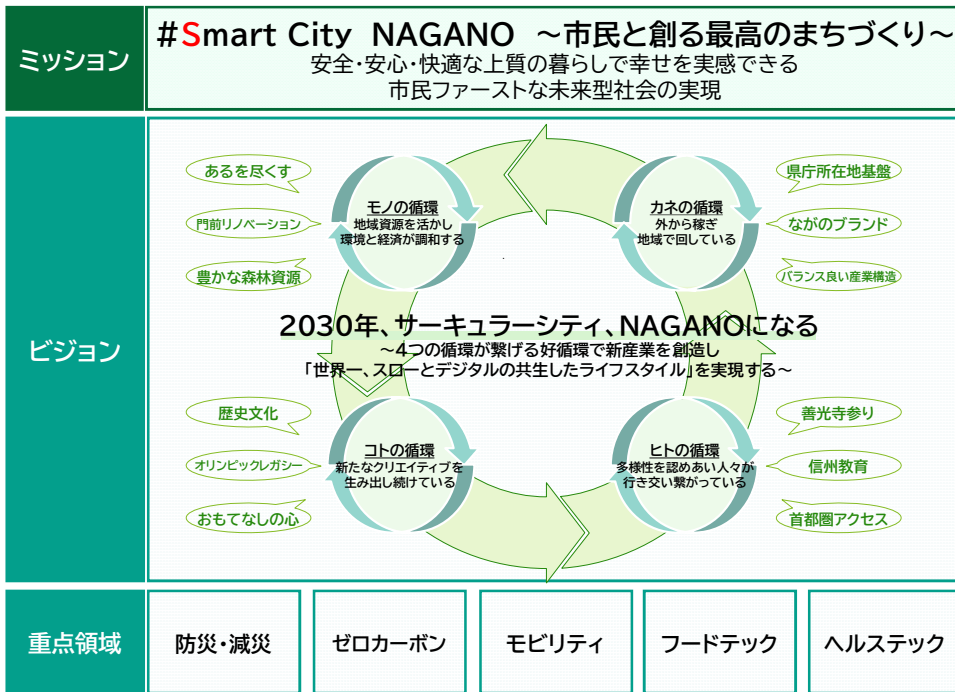 ミッション
#Smart City NAGANO ～市民と創る最高のまちづくり～
安全・安心・快適な上質の暮らしで幸せを実感できる
市民ファーストな未来型社会の実現
ビジョン
あるを尽くす
門前リノベーション
豊かな森林資源
モノの循環
地域資源を活かし
環境と経済が調和する
カネの循環
外から稼ぎ
地域で回している
県庁所在地基盤
ながのブランド
バランス良い産業構造
2030年、サーキュラーシティ、NAGANOになる
～4つの循環が繋げる好循環で新産業を創造し
「世界一、スローとデジタルの共生したライフスタイル」を実現する～
歴史文化
オリンピックレガシー
おもてなしの心
コトの循環
新たなクリエイティブを
生み出し続けている
ヒトの循環
多様性を認めあい人々が
行き交い繋がっている
善光寺参り
信州教育
首都圏アクセス
重点領域
防災・減災
ゼロカーボン
モビリティ
フードテック
ヘルステック